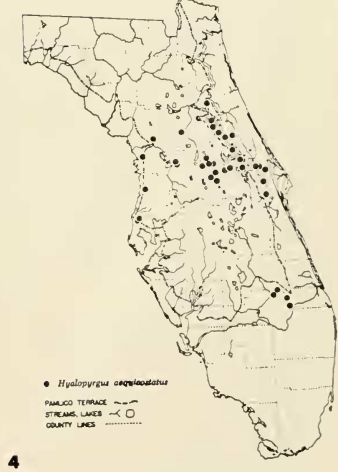 ● Hyalopyrgus aequicostatus
PAMLICO TERRACE
STREAMS, LAKES
COUNTY LINES
4